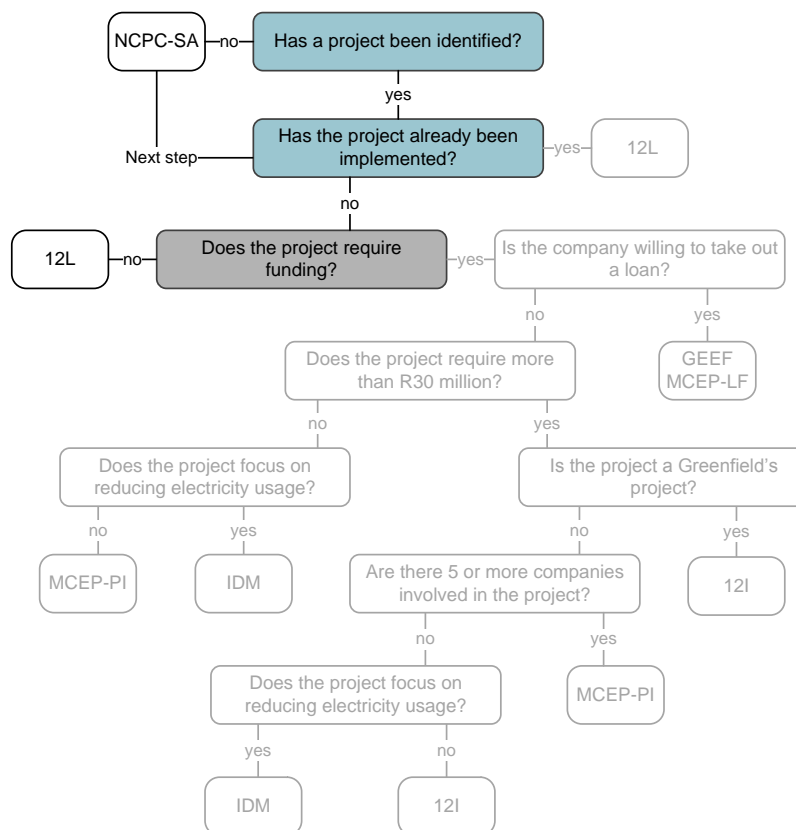 NCPC-SA
no
Has a project been identified?
yes
Has the project already been
implemented?
yes
12L
Next step
no
12L
no
Does the project require
funding?
yes
Is the company willing to take out
a loan?
no
yes
Does the project require more
than R30 million?
GEEF
MCEP-LF
no
yes
Does the project focus on
reducing electricity usage?
Is the project a Greenfield's
project?
no
yes
no
yes
MCEP-PI
IDM
Are there 5 or more companies
involved in the project?
12I
no
yes
Does the project focus on
reducing electricity usage?
MCEP-PI
yes
no
IDM
12I